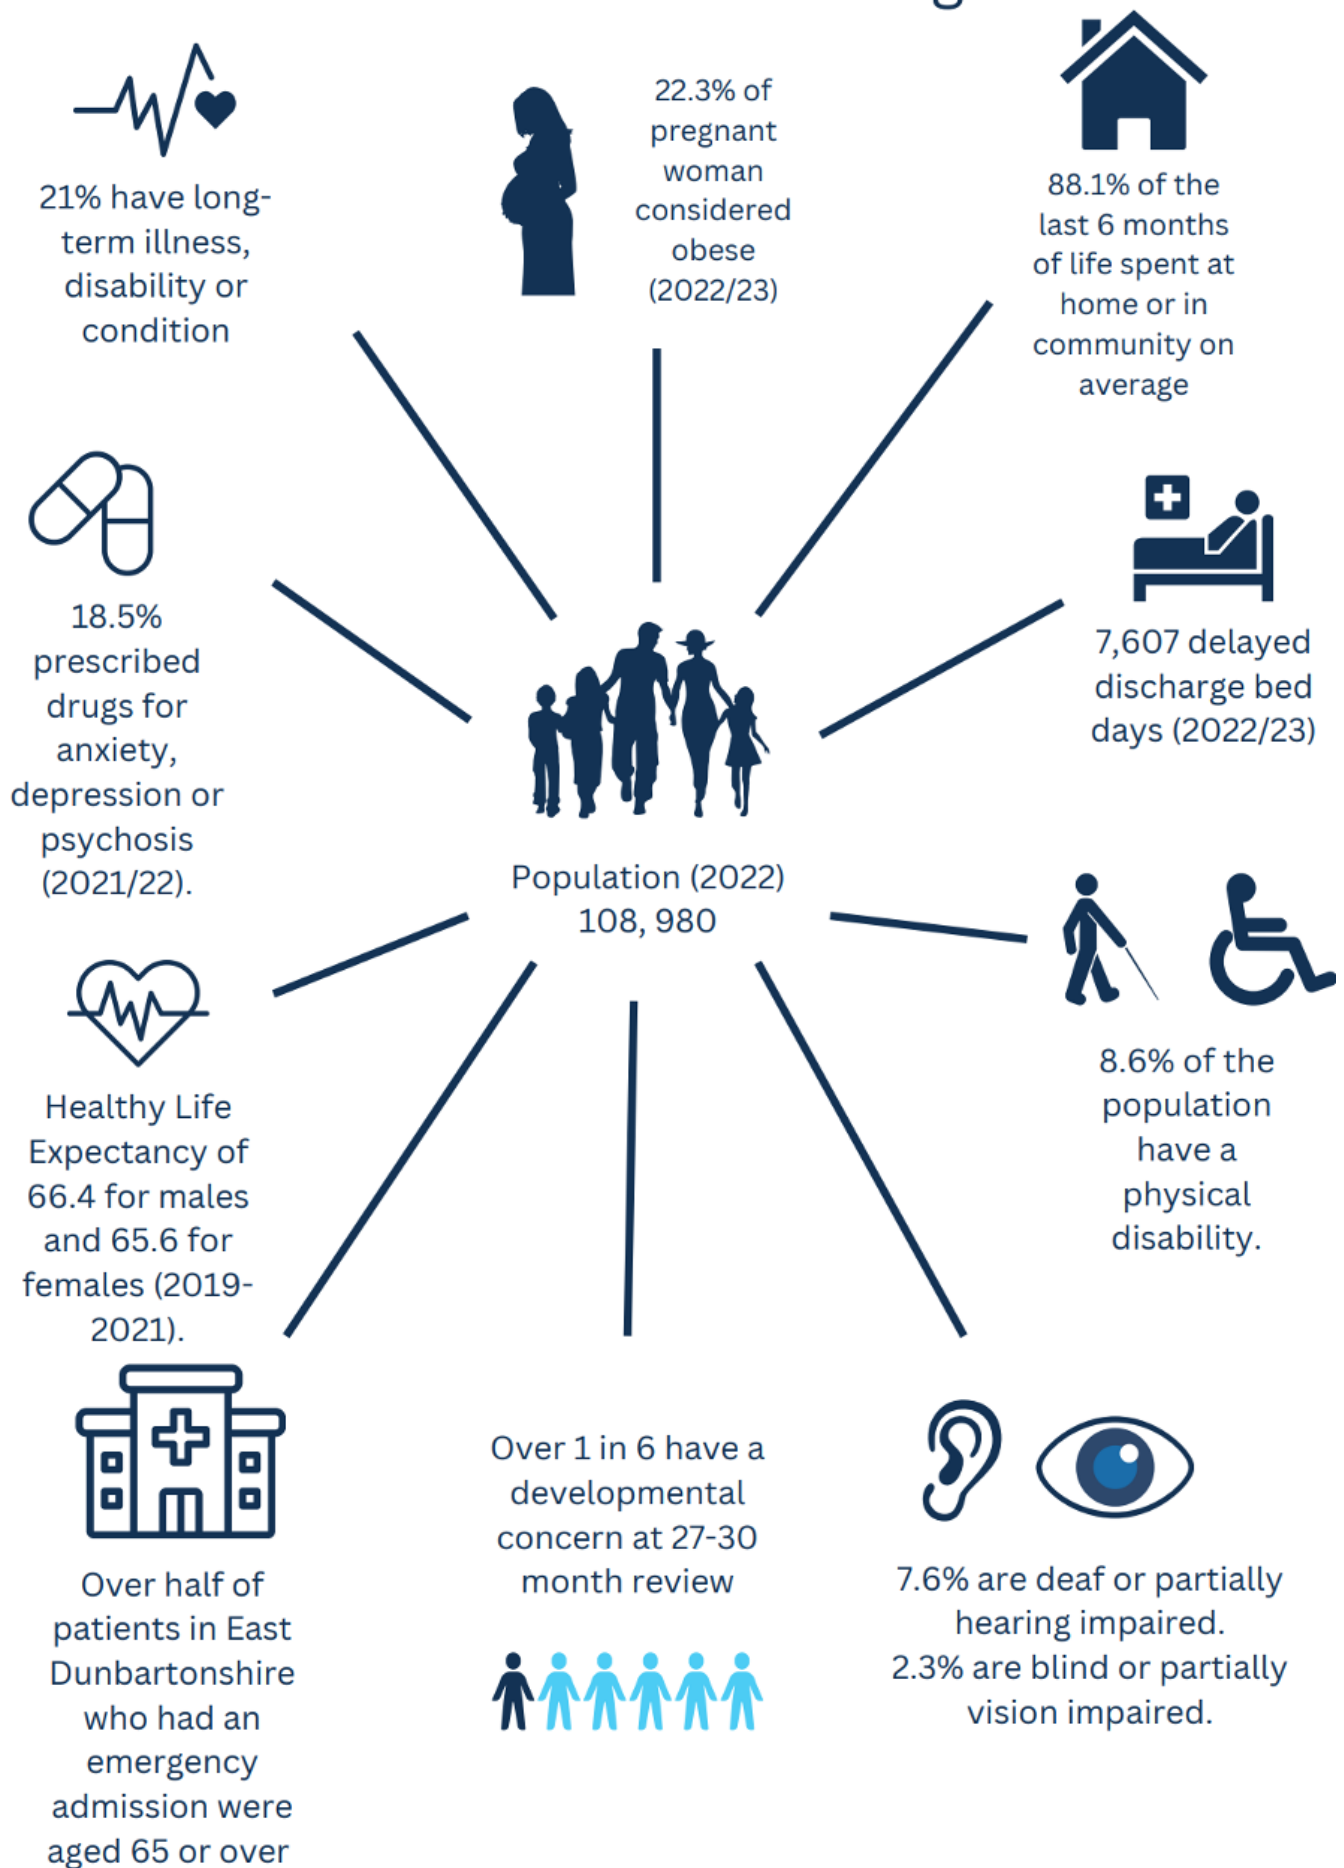 22.3% of
pregnant
woman
considered
obese
(2022/23)
21% have long-
term illness,
disability or
condition
88.1% of the
last 6 months
of life spent at
home or in
community on
average
18.5%
prescribed
drugs for
anxiety,
depression or
psychosis
(2021/22).
7,607 delayed
discharge bed
days (2022/23)
Population (2022)
108, 980
Healthy Life
Expectancy of
66.4 for males
and 65.6 for
females (2019-
2021).
8.6% of the
population
have a
physical
disability.
Over half of
patients in East
Dunbartonshire
who had an
emergency
admission were
aged 65 or over
Over 1 in 6 have a
developmental
concern at 27-30
month review
7.6% are deaf or partially
hearing impaired.
2.3% are blind or partially
vision impaired.